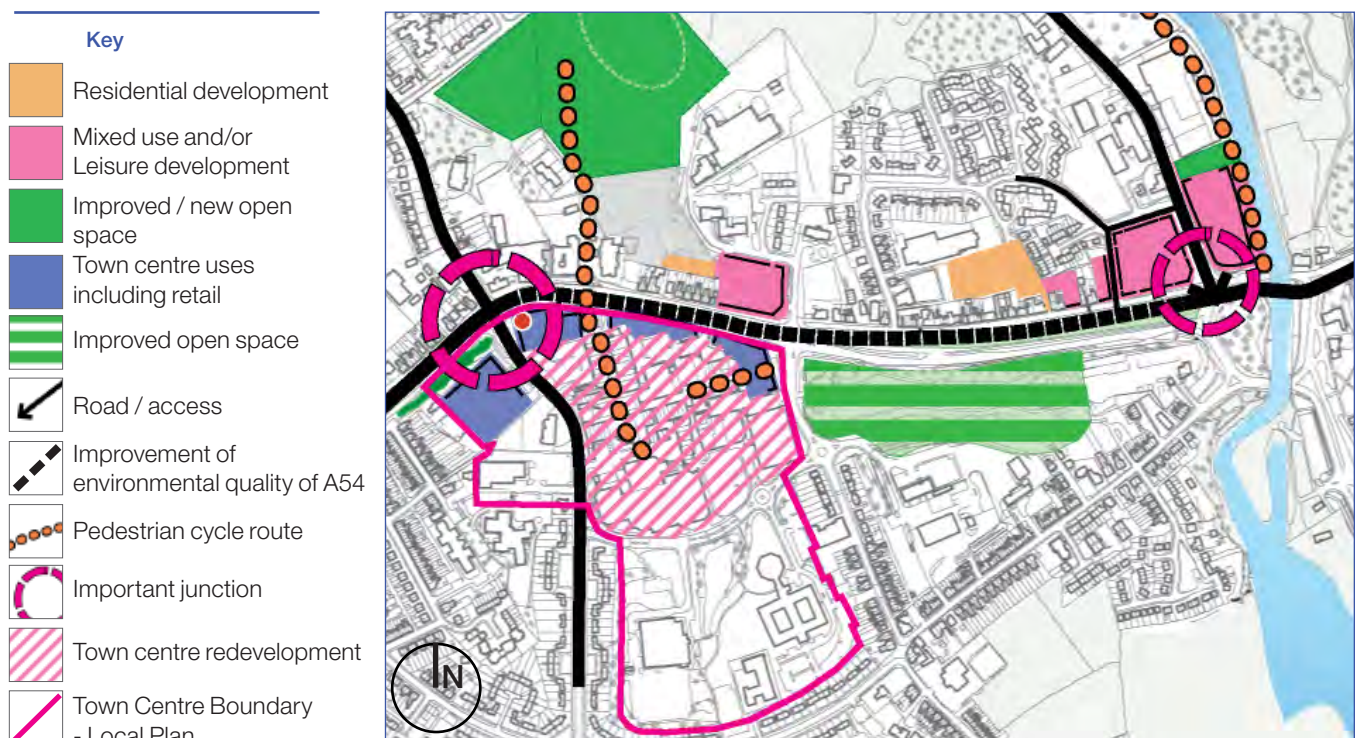 Key
Residential development
Mixed use and/or
Leisure development
Improved / new open
space
Town centre uses
including retail
Improved open space
Road / access
Improvement of
environmental quality of A54
Pedestrian cycle route
Important junction
Town centre redevelopment
Town Centre Boundary
- Local Plan
N